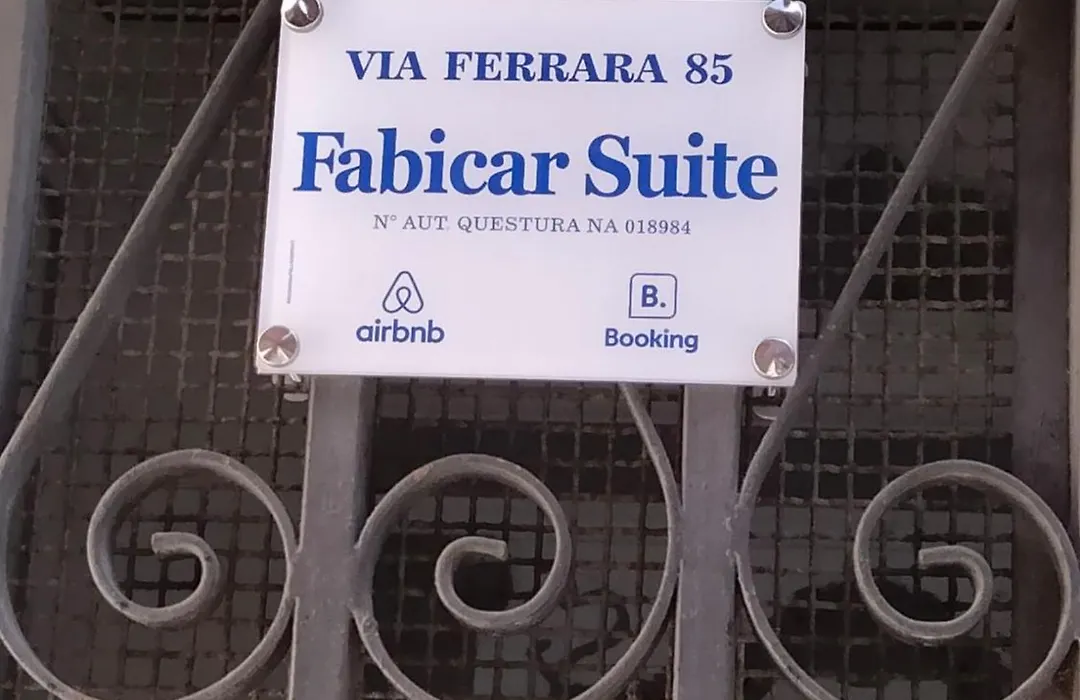 VIA FERRARA 85
Fabicar Suite
N° AUT. QUESTURA NA 018984
airbnb
B.
Booking